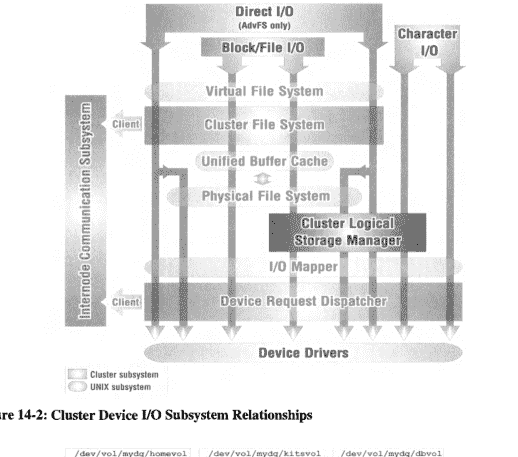 Direct I/O
(AdvFS only)
Block/File I/O
Character
I/O
Virtual File System
Client
Cluster File System
Unified Buffer Cache
Physical File System
Internode Communication Subsystem
Cluster Logical
Storage Manager
I/O Mapper
Client
Device Request Dispatcher
Device Drivers
Cluster subsystem
UNIX subsystem
ure 14-2: Cluster Device I/O Subsystem Relationships
/dev/vol/mydg/homevol
/dev/vol/mydg/kitsvol
/dev/vol/mydg/dbvol